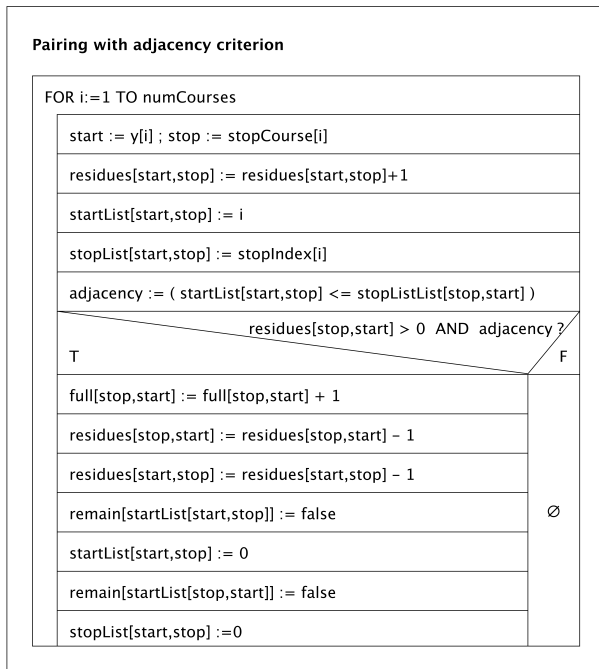 Pairing with adjacency criterion
FOR i:=1 TO numCourses
start := y[i] ; stop := stopCourse[i]
residues[start,stop] := residues[start,stop]+1
startList[start,stop] := i
stopList[start,stop] := stopIndex[i]
adjacency := ( startList[start,stop] <= stopListList[stop,start] )
residues[stop,start] > 0 AND adjacency ?
T F
full[stop,start] := full[stop,start] + 1
residues[stop,start] := residues[stop,start] − 1
residues[start,stop] := residues[start,stop] − 1
remain[startList[start,stop]] := false
∅
startList[start,stop] := 0
remain[startList[stop,start]] := false
stopList[start,stop] :=0